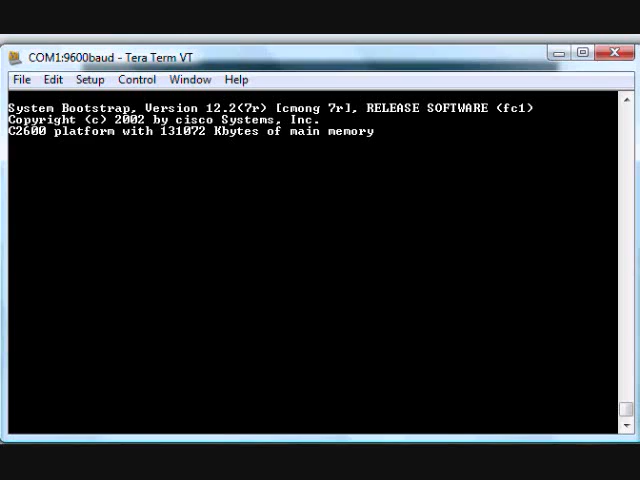 COM1:9600baud - Tera Term VT
File Edit Setup Control Window Help
System Bootstrap, Version 12.2(7r) [cmong 7r], RELEASE SOFTWARE (fc1)
Copyright (c) 2002 by cisco Systems, Inc.
C2600 platform with 131072 Kbytes of main memory